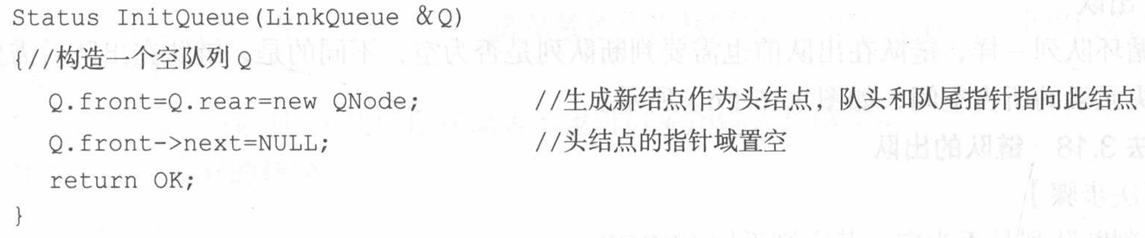 Status InitQueue(LinkQueue &Q)
{//构造一个空队列 Q
Q.front=Q.rear=new QNode; //生成新结点作为头结点，队头和队尾指针指向此结点
Q.front->next=NULL; //头结点的指针域置空
return OK;
}